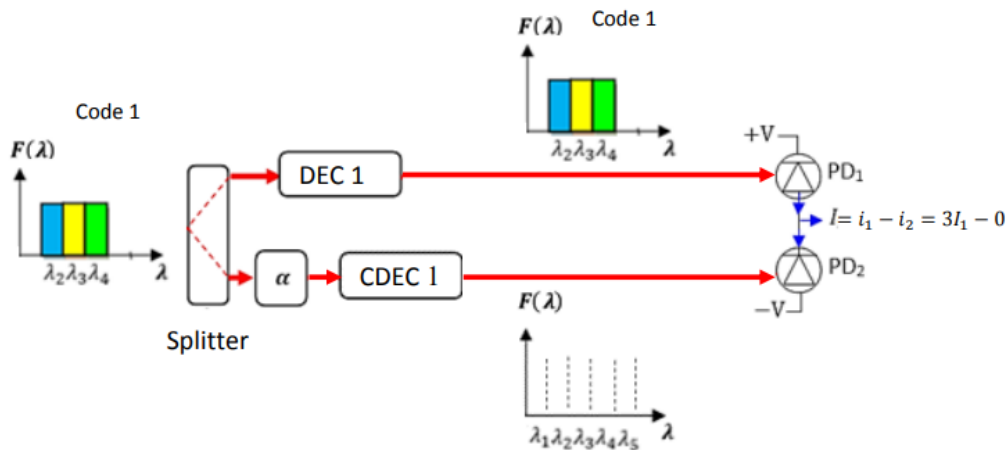 Code 1
F(λ)
λ₂λ₃λ₄
λ
Splitter
DEC 1
α
CDEC 1
Code 1
F(λ)
λ₂λ₃λ₄
λ
F(λ)
λ₁λ₂λ₃λ₄λ₅
λ
+V
PD₁
I= i₁ − i₂ = 3I₁ − 0
PD₂
−V